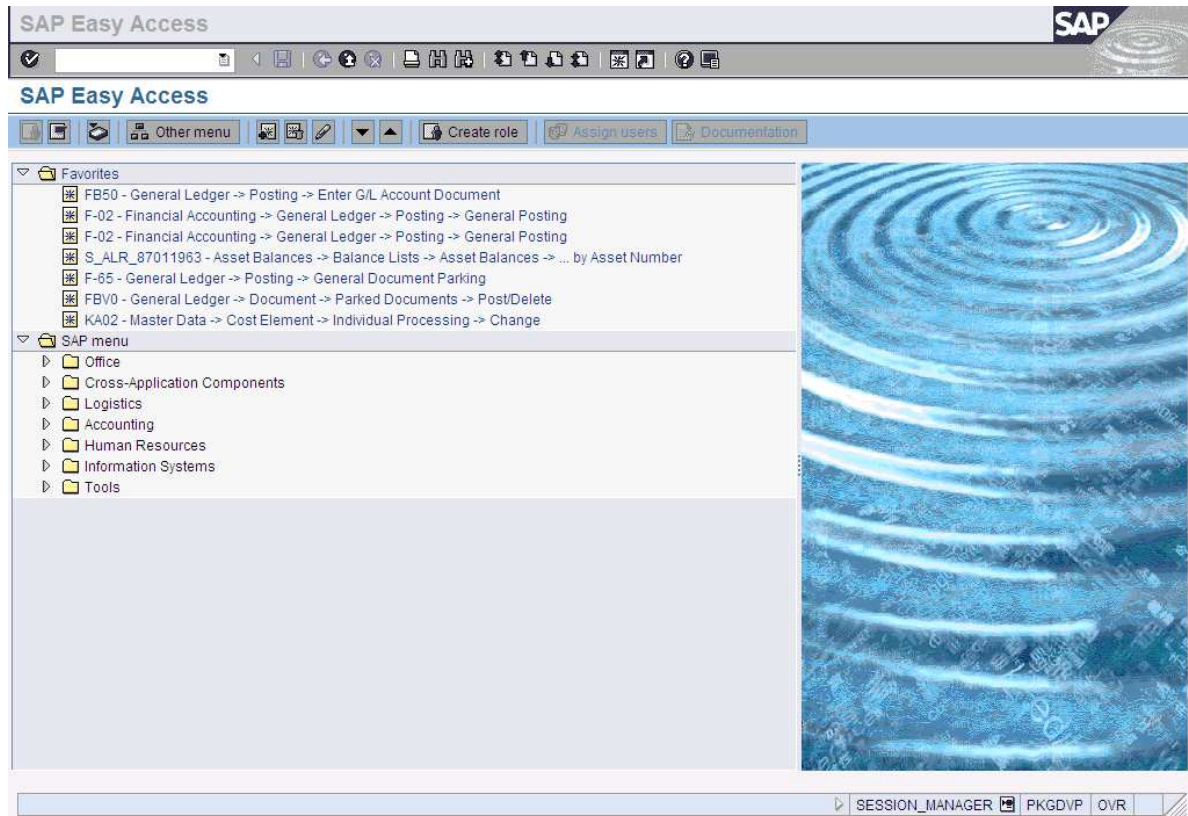 SAP Easy Access
SAP
SAP Easy Access
Other menu
Create role
Assign users
Documentation
Favorites
FB50 - General Ledger -> Posting -> Enter G/L Account Document
F-02 - Financial Accounting -> General Ledger -> Posting -> General Posting
F-02 - Financial Accounting -> General Ledger -> Posting -> General Posting
S_ALR_87011963 - Asset Balances -> Balance Lists -> Asset Balances -> ... by Asset Number
F-65 - General Ledger -> Posting -> General Document Parking
FBV0 - General Ledger -> Document -> Parked Documents -> Post/Delete
KA02 - Master Data -> Cost Element -> Individual Processing -> Change
SAP menu
Office
Cross-Application Components
Logistics
Accounting
Human Resources
Information Systems
Tools
SESSION_MANAGER PKGDVP OVR